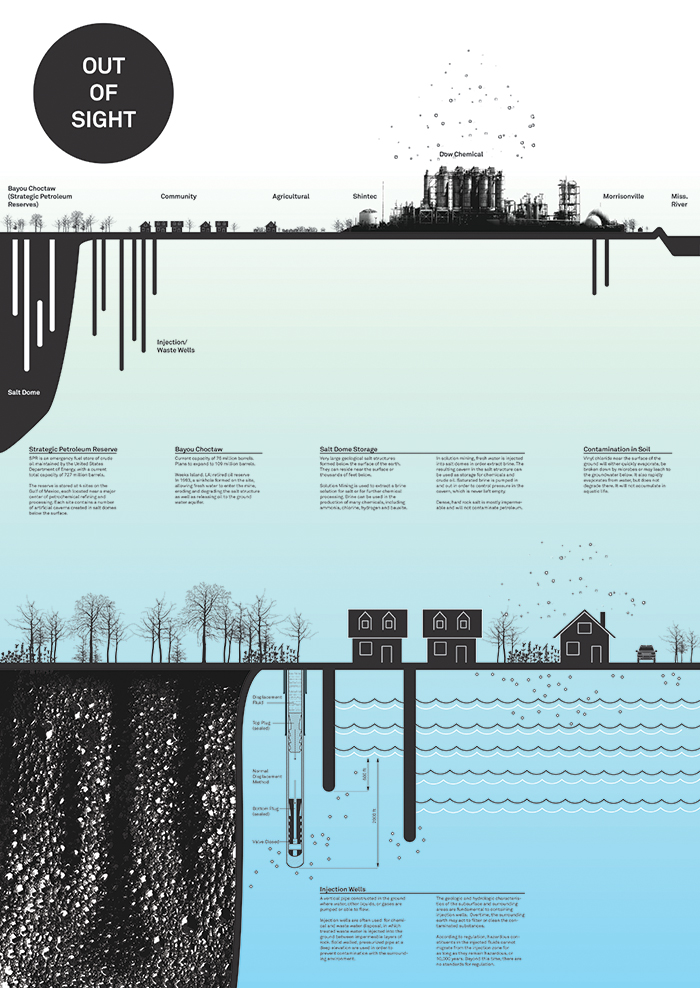 OUT
OF
SIGHT
Dow Chemical
Bayou Choctaw
(Strategic Petroleum
Reserves)
Community
Agricultural
Shintec
Morrisonville
Miss.
River
Injection/
Waste Wells
Salt Dome
Strategic Petroleum Reserve
SPR is an emergency fuel store of crude
oil maintained by the United States
Department of Energy, with a current
total capacity of 727 million barrels.
The reserve is stored at 4 sites on the
Gulf of Mexico, each located near a major
center of petrochemical refining and
processing. Each site contains a number
of artificial caverns created in salt domes
below the surface.
Bayou Choctaw
Current capacity of 76 million barrels.
Plans to expand to 109 million barrels.
Weeks Island, LA: retired oil reserve
In 1993, a sinkhole formed on the site,
allowing fresh water to enter the mine,
eroding and degrading the salt structure
as well as releasing oil to the ground
water aquifer.
Salt Dome Storage
Very large geological salt structures
formed below the surface of the earth.
They can reside near the surface or
thousands of feet below.
Solution Mining is used to extract a brine
solution for salt or for further chemical
processing. Brine can be used in the
production of many chemicals, including
ammonia, chlorine, hydrogen and bauxite.
In solution mining, fresh water is injected
into salt domes in order extract brine. The
resulting cavern in the salt structure can
be used as storage for chemicals and
crude oil. Saturated brine is pumped in
and out in order to control pressure in the
cavern, which is never left empty.
Dense, hard rock salt is mostly imperme-
able and will not contaminate petroleum.
Contamination in Soil
Vinyl chloride near the surface of the
ground will either quickly evaporate, be
broken down by microbes or may leach to
the groundwater below. It also rapidly
evaporates from water, but does not
degrade there. It will not accumulate in
aquatic life.
Displacement
Fluid
Top Plug
(sealed)
Normal
Displacement
Method
Bottom Plug
(sealed)
Valve Closed
2000 ft
Injection Wells
A vertical pipe constructed in the ground
where water, other liquids, or gases are
pumped or able to flow.
Injection wells are often used for chemi-
cal and waste water disposal, in which
treated waste water is injected into the
ground between impermeable layers of
rock. Solid walled, pressurized pipe at a
deep elevation are used in order to
prevent contamination with the surround-
ing environment.
The geologic and hydrologic characteris-
tics of the subsurface and surrounding
areas are fundamental to containing
injection wells. Overtime, the surrounding
earth may act to filter or clean the con-
taminated substances.
According to regulation, hazardous con-
stituents in the injected fluids cannot
migrate from the injection zone for
as long as they remain hazardous, or
10,000 years. Beyond this time, there are
no standards for regulation.